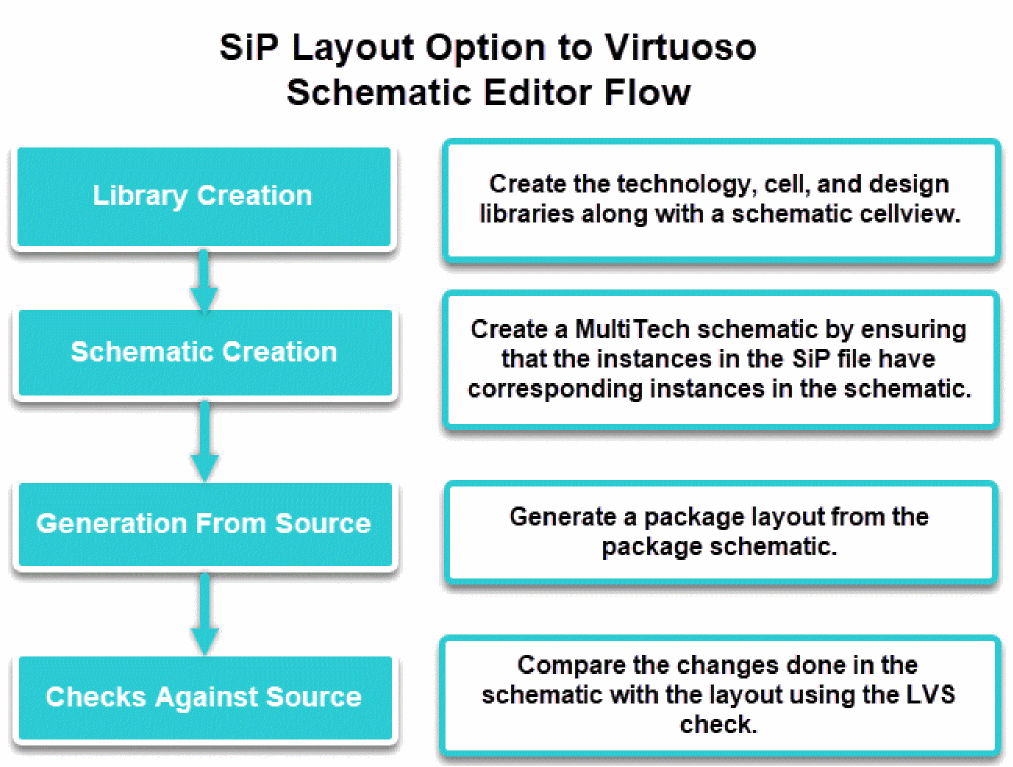 SiP Layout Option to Virtuoso
Schematic Editor Flow
Library Creation
Create the technology, cell, and design
libraries along with a schematic cellview.
Schematic Creation
Create a MultiTech schematic by ensuring
that the instances in the SiP file have
corresponding instances in the schematic.
Generation From Source
Generate a package layout from the
package schematic.
Checks Against Source
Compare the changes done in the
schematic with the layout using the LVS
check.